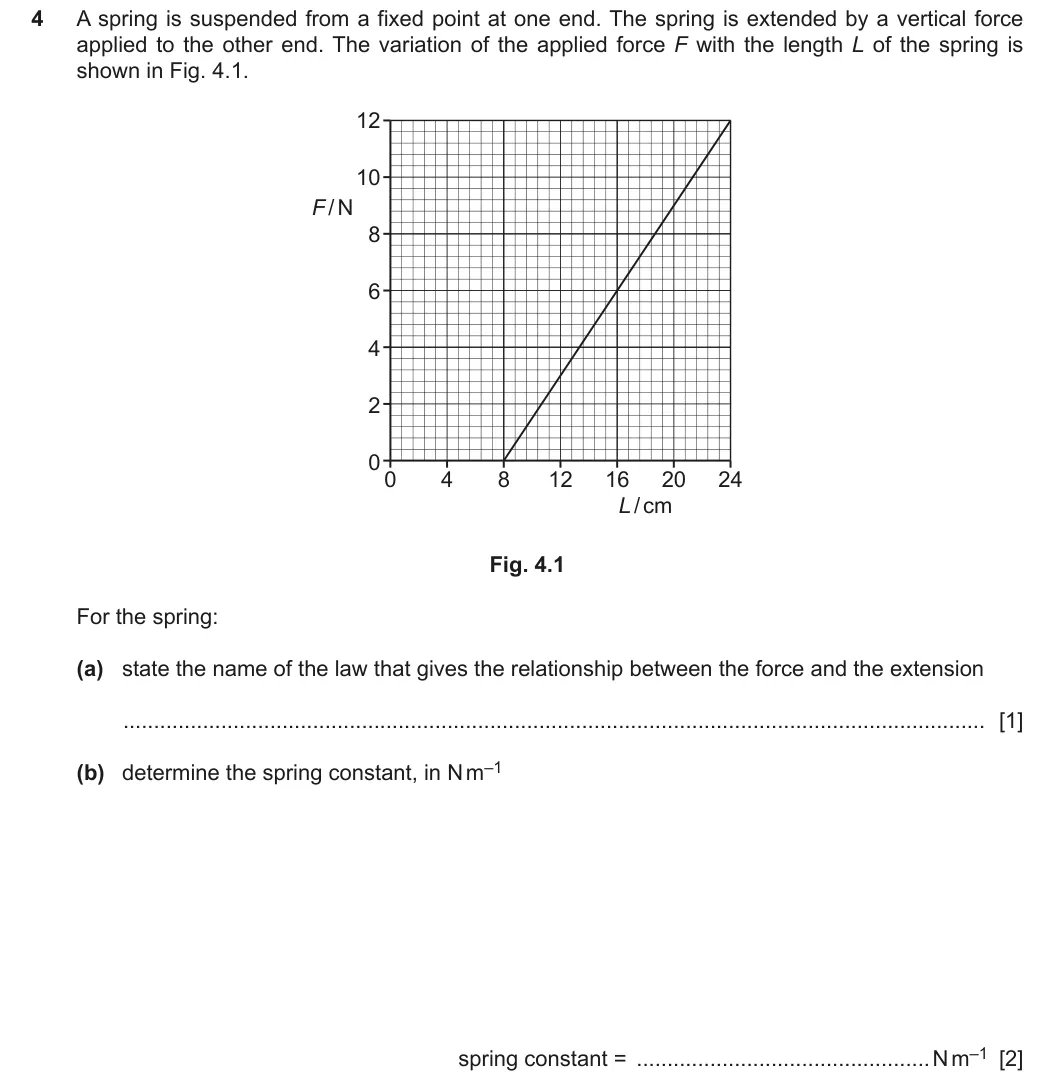 4 A spring is suspended from a fixed point at one end. The spring is extended by a vertical force
applied to the other end. The variation of the applied force F with the length L of the spring is
shown in Fig. 4.1.
12
10
F/N
8
6
4
2
0
0 4 8 12 16 20 24
L/cm
Fig. 4.1
For the spring:
(a) state the name of the law that gives the relationship between the force and the extension
.......................................................................................................................................... [1]
(b) determine the spring constant, in N m⁻¹
spring constant = ................................................ N m⁻¹ [2]